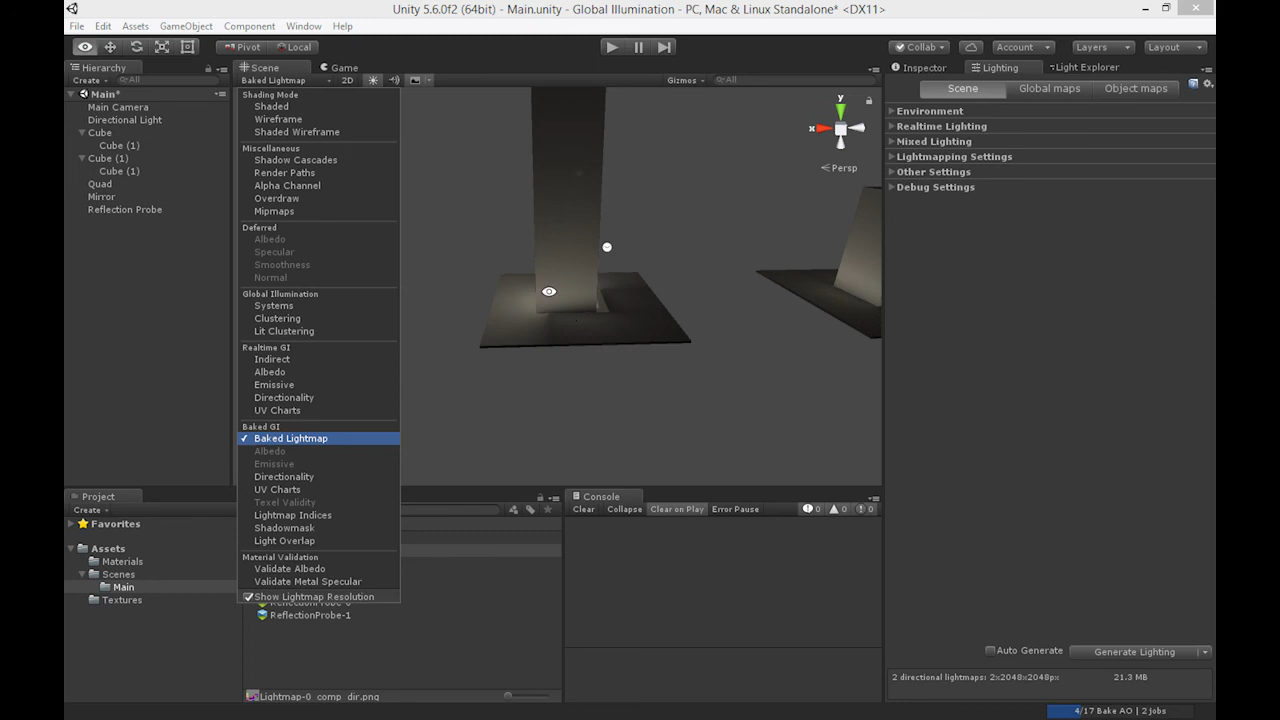 Unity 5.6.0f2 (64bit) - Main.unity - Global Illumination - PC, Mac & Linux Standalone* <DX11>
File Edit Assets GameObject Component Window Help
Pivot Local Collab Account Layers Layout
Hierarchy
Create All
Main*
Main Camera
Directional Light
Cube
Cube (1)
Cube (1)
Cube (1)
Quad
Mirror
Reflection Probe
Scene Game
Baked Lightmap 2D Gizmos All
Shading Mode
Shaded
Wireframe
Shaded Wireframe
Miscellaneous
Shadow Cascades
Render Paths
Alpha Channel
Overdraw
Mipmaps
Deferred
Albedo
Specular
Smoothness
Normal
Global Illumination
Systems
Clustering
Lit Clustering
Realtime GI
Indirect
Albedo
Emissive
Directionality
UV Charts
Baked GI
Baked Lightmap
Albedo
Emissive
Directionality
UV Charts
Texel Validity
Lightmap Indices
Shadowmask
Light Overlap
Material Validation
Validate Albedo
Validate Metal Specular
Show Lightmap Resolution
y
x
Persp
Inspector Lighting Light Explorer
Scene Global maps Object maps
Environment
Realtime Lighting
Mixed Lighting
Lightmapping Settings
Other Settings
Debug Settings
Auto Generate Generate Lighting
2 directional lightmaps: 2x2048x2048px 21.3 MB
4/17 Bake AO | 2 jobs
Project
Create
Favorites
Assets
Materials
Scenes
Main
Textures
ReflectionProbe-0
ReflectionProbe-1
Lightmap-0_comp_dir.png
Console
Clear Collapse Clear on Play Error Pause 0 0 0